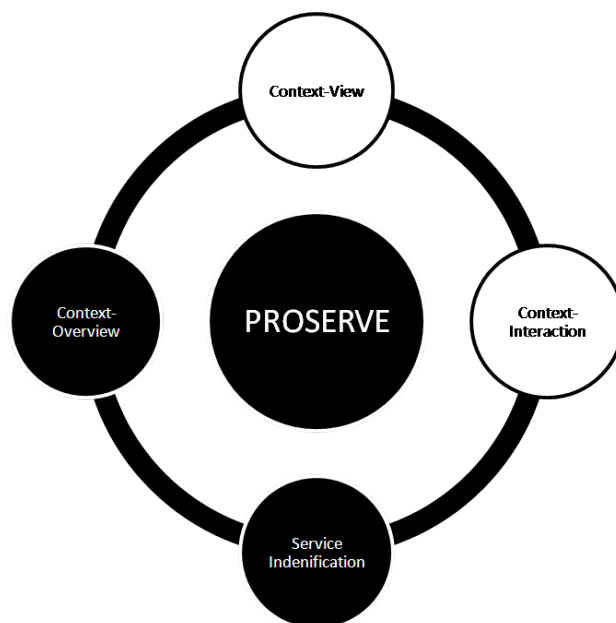 Context-View
Context-
Overview
PROSERVE
Context-
Interaction
Service
Indenification